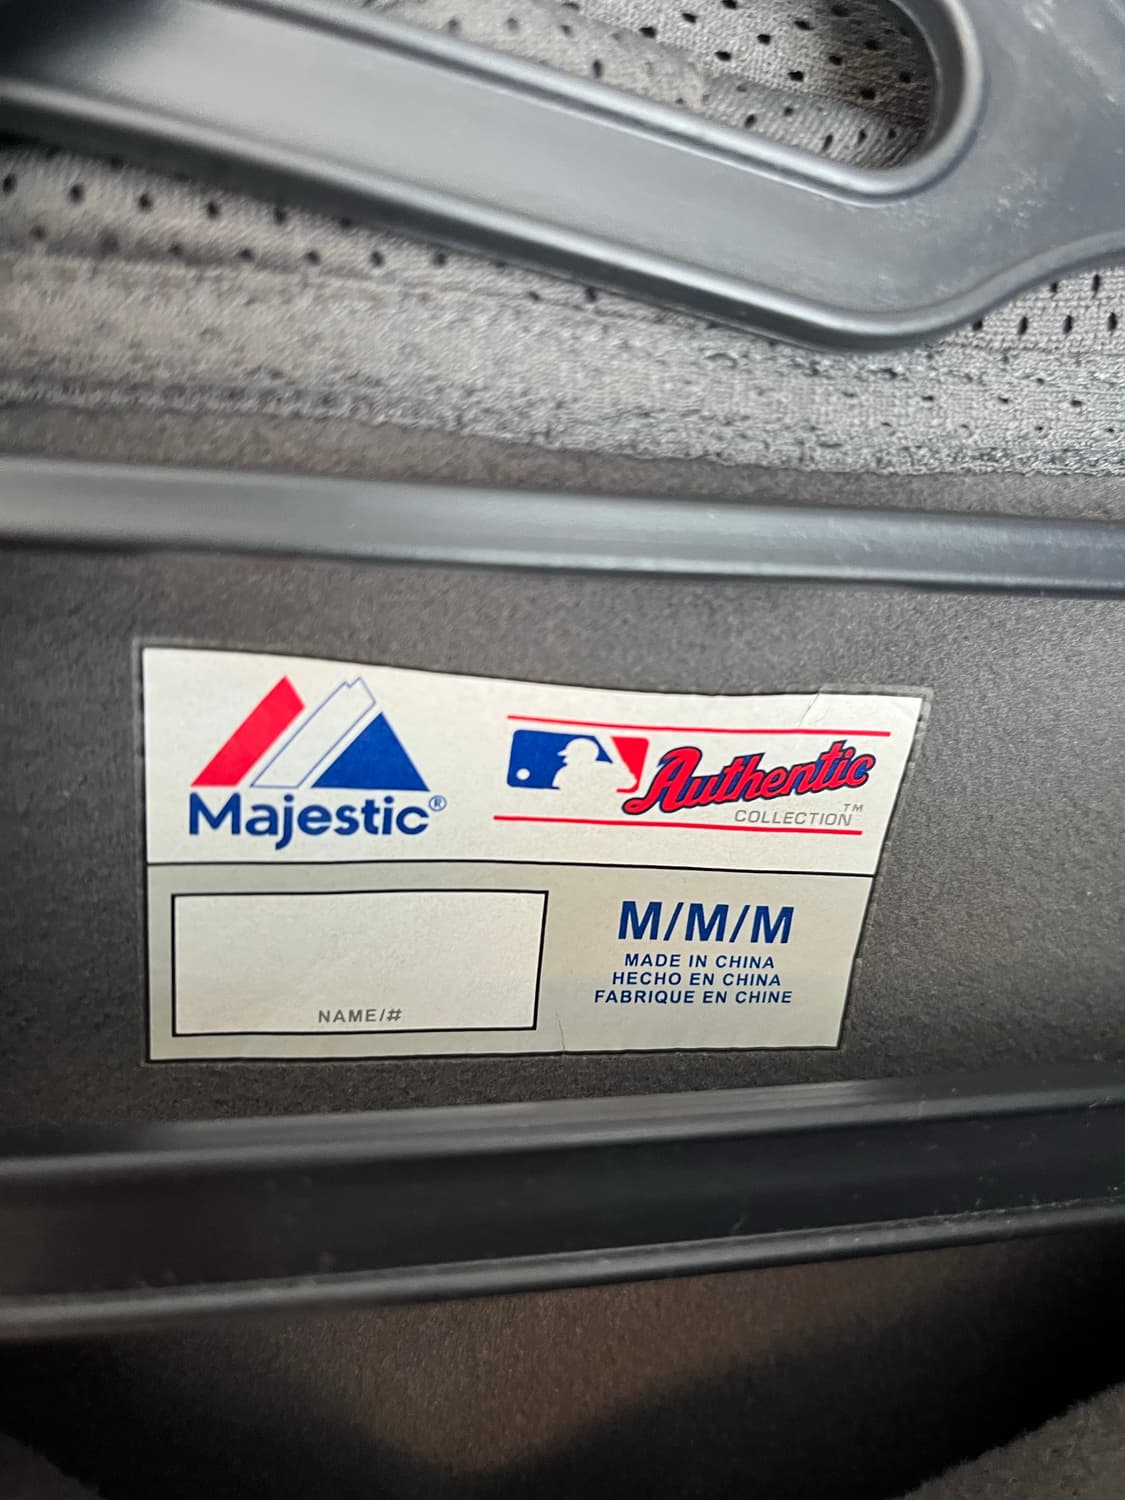 Majestic®
Authentic
COLLECTION™
NAME/#
M/M/M
MADE IN CHINA
HECHO EN CHINA
FABRIQUE EN CHINE